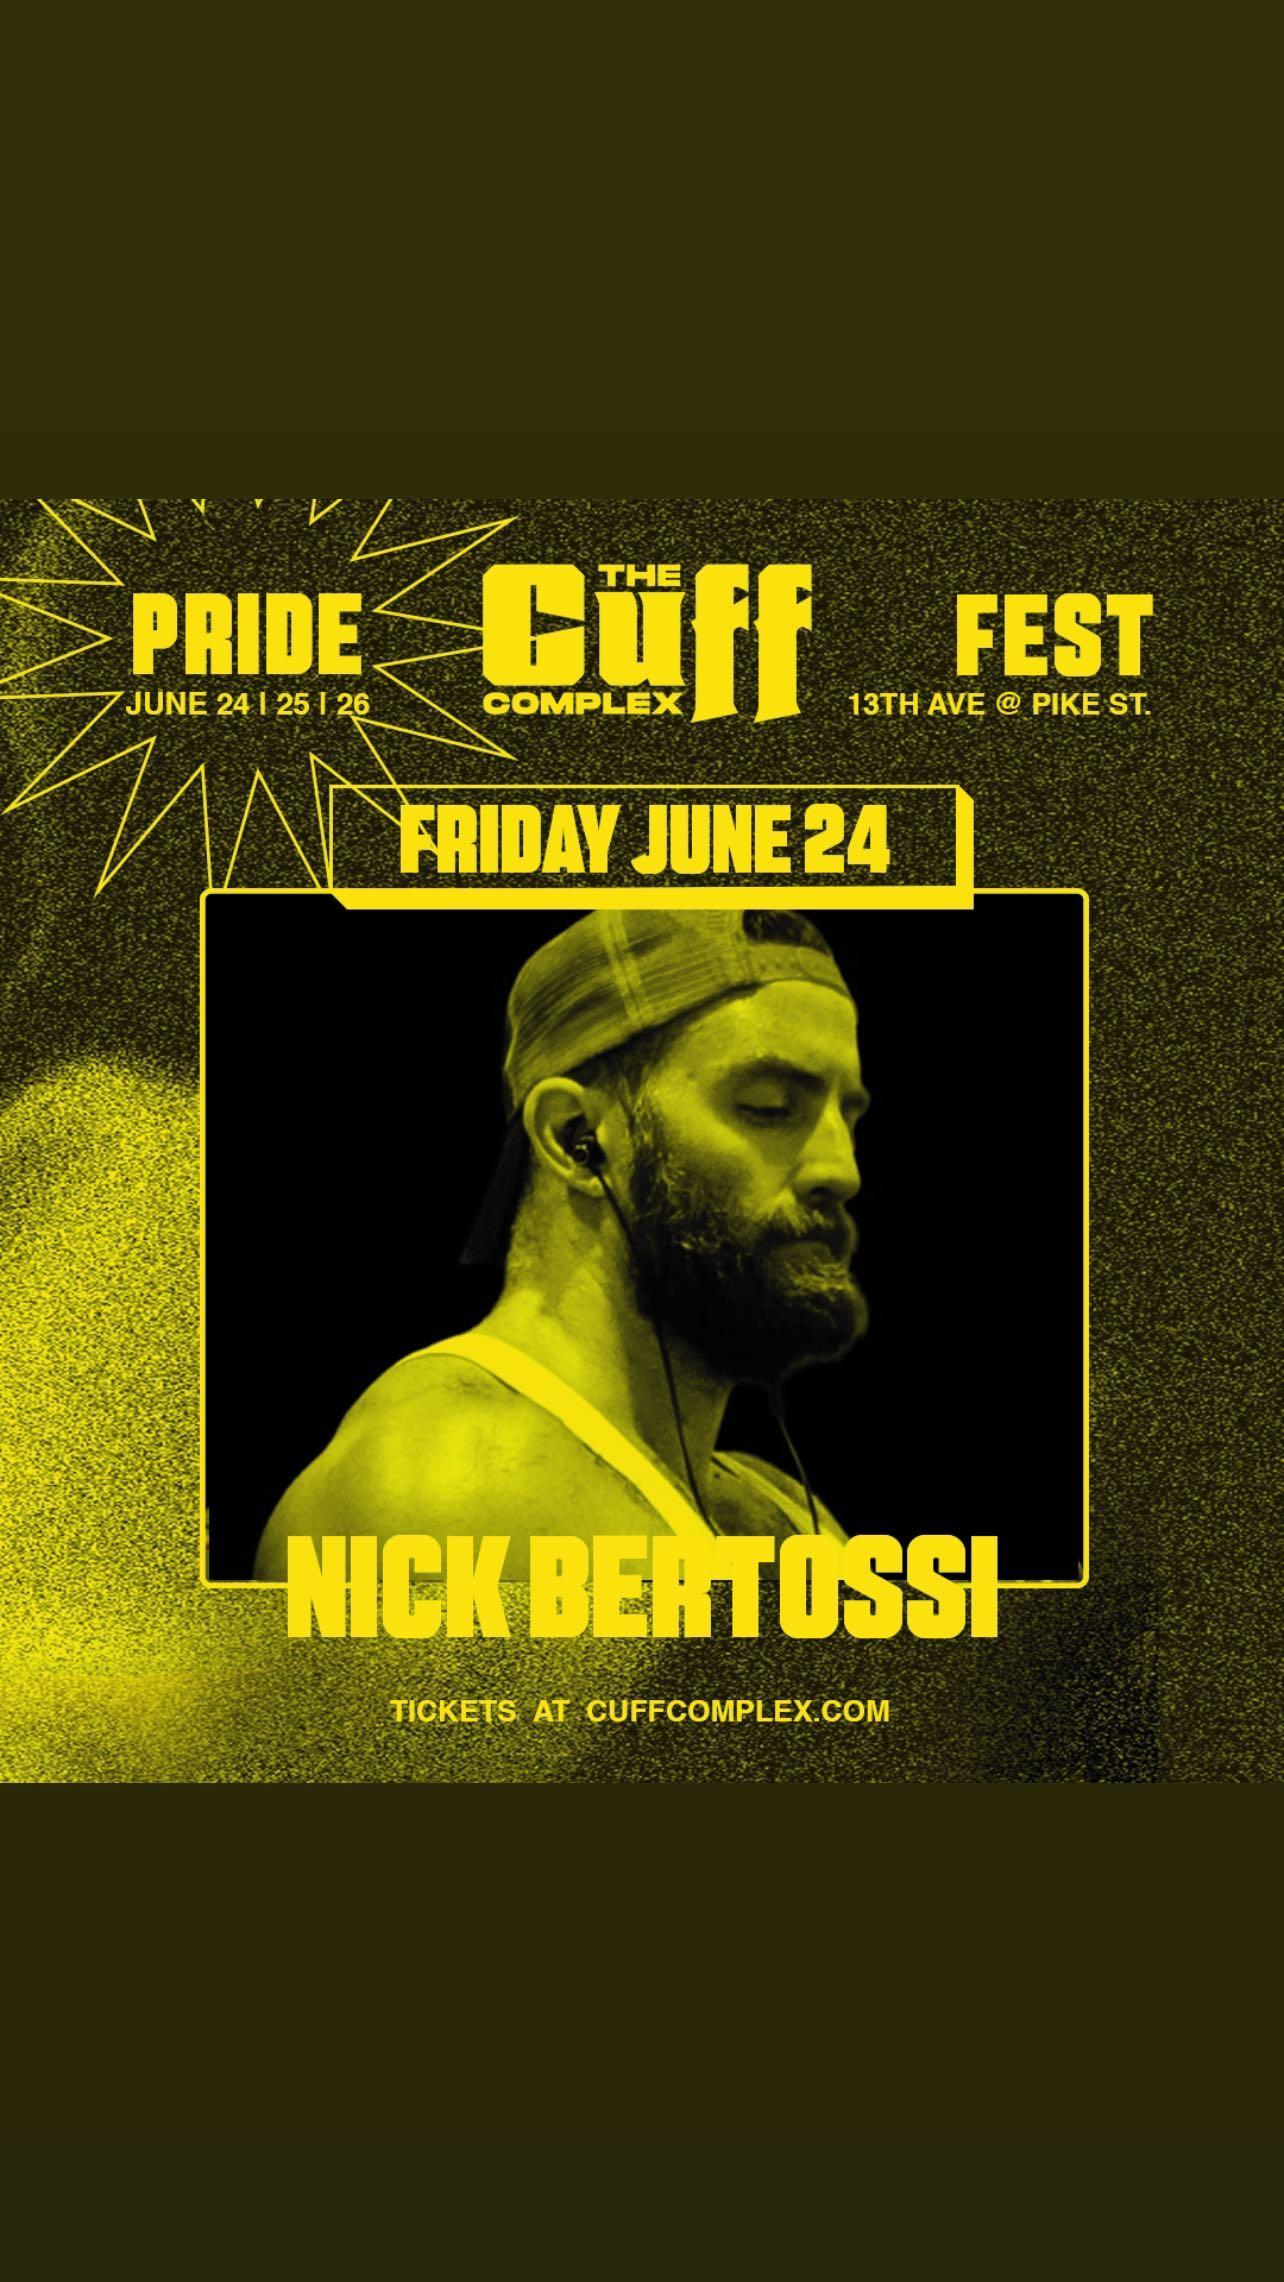 PRIDE
JUNE 24 | 25 | 26
THE
Cuff
COMPLEX
FEST
13TH AVE @ PIKE ST.
FRIDAY JUNE 24
NICK BERTOSSI
TICKETS AT CUFFCOMPLEX.COM